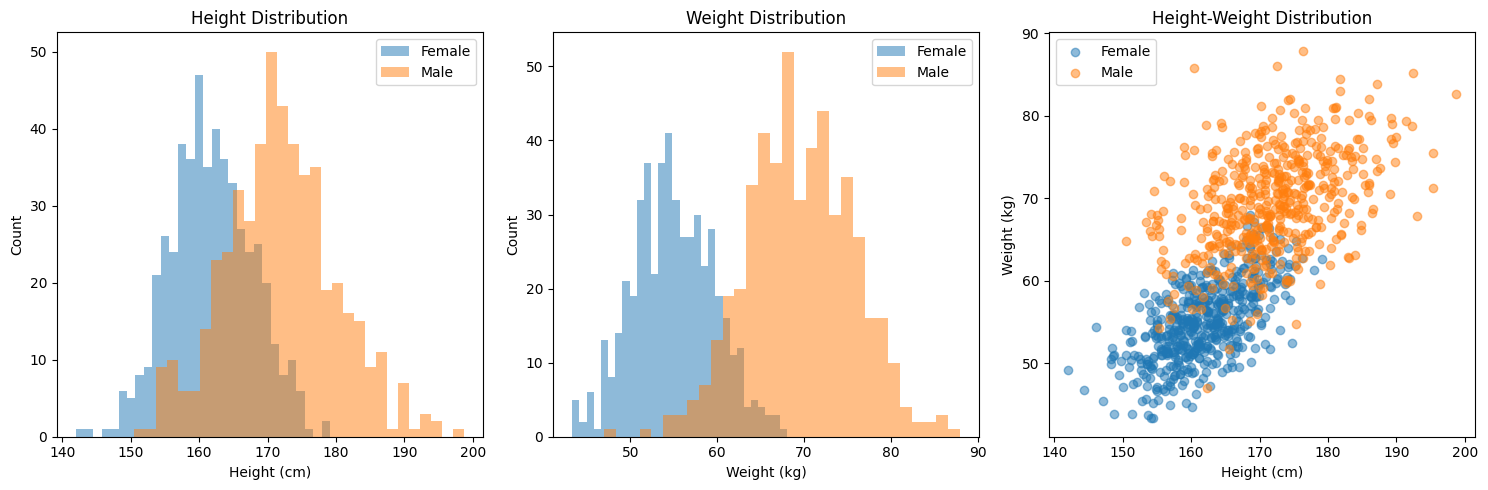 Height Distribution
Count
50
40
30
20
10
0
140 150 160 170 180 190 200
Height (cm)
Female
Male
Weight Distribution
Count
50
40
30
20
10
0
50 60 70 80 90
Weight (kg)
Female
Male
Height-Weight Distribution
Weight (kg)
90
80
70
60
50
140 150 160 170 180 190 200
Height (cm)
Female
Male